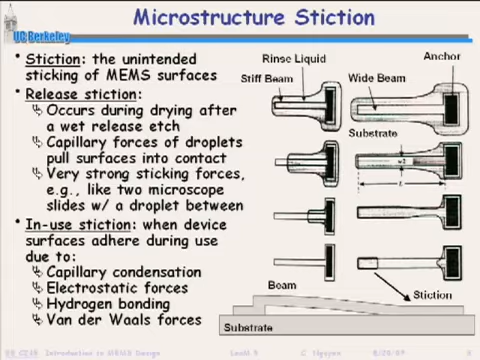 Microstructure Stiction
UC Berkeley
• Stiction: the unintended
sticking of MEMS surfaces
• Release stiction:
Occurs during drying after
a wet release etch
Capillary forces of droplets
pull surfaces into contact
Very strong sticking forces,
e.g., like two microscope
slides w/ a droplet between
• In-use stiction: when device
surfaces adhere during use
due to:
Capillary condensation
Electrostatic forces
Hydrogen bonding
Van der Waals forces
Rinse Liquid
Anchor
Stiff Beam
Wide Beam
Substrate
Beam
Stiction
Substrate
Introduction to MEMS Design
C. Nguyen